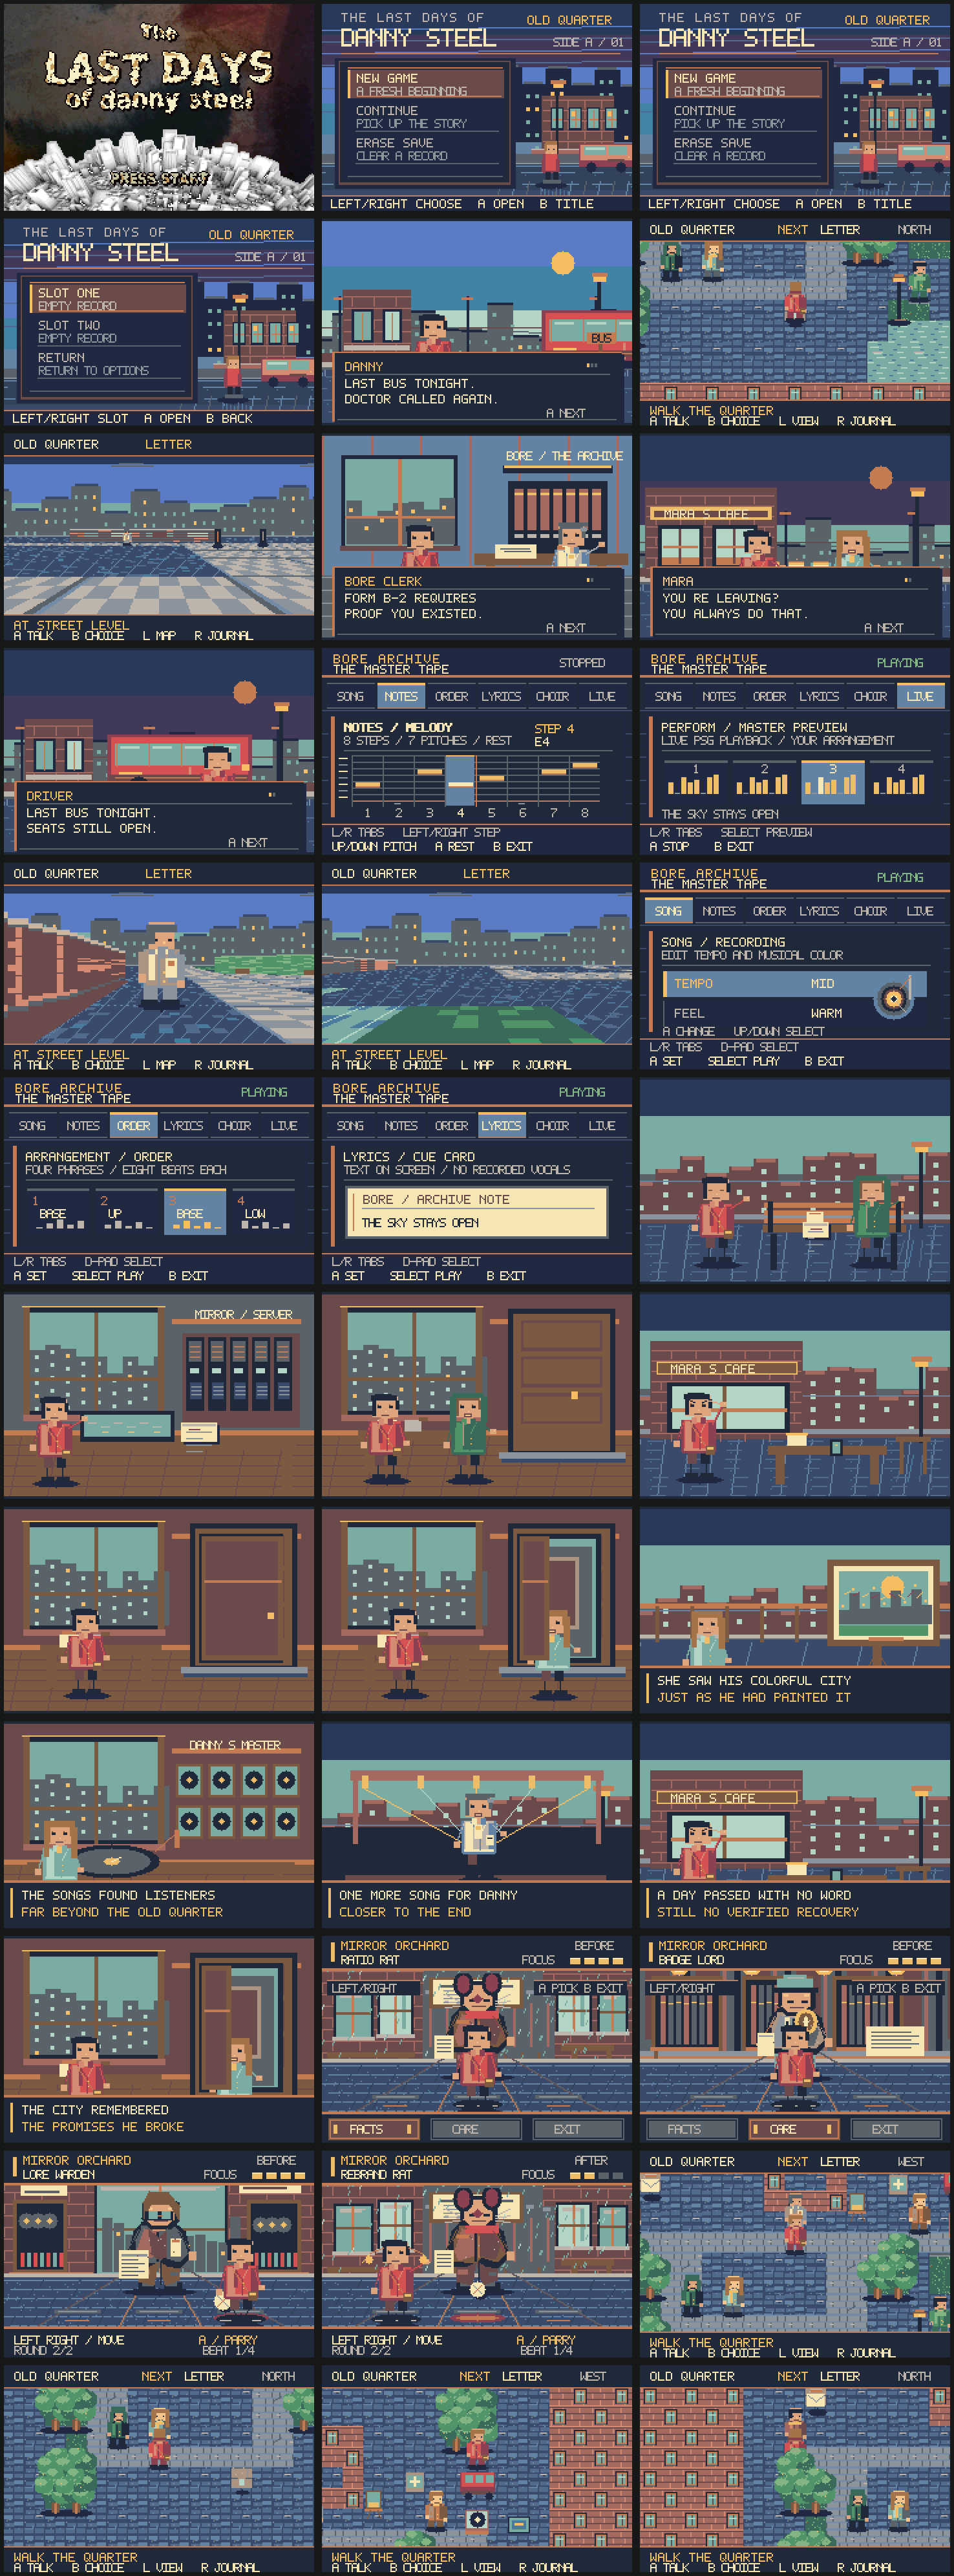 The
LAST DAYS
of danny steel
PRESS START
THE LAST DAYS OF
OLD QUARTER
DANNY STEEL
SIDE A / 01
NEW GAME
A FRESH BEGINNING
CONTINUE
PICK UP THE STORY
ERASE SAVE
CLEAR A RECORD
LEFT/RIGHT CHOOSE A OPEN B TITLE
THE LAST DAYS OF
OLD QUARTER
DANNY STEEL
SIDE A / 01
NEW GAME
A FRESH BEGINNING
CONTINUE
PICK UP THE STORY
ERASE SAVE
CLEAR A RECORD
LEFT/RIGHT CHOOSE A OPEN B TITLE
THE LAST DAYS OF
OLD QUARTER
DANNY STEEL
SIDE A / 01
SLOT ONE
EMPTY RECORD
SLOT TWO
EMPTY RECORD
RETURN
RETURN TO OPTIONS
LEFT/RIGHT SLOT A OPEN B BACK
BUS
DANNY
LAST BUS TONIGHT.
DOCTOR CALLED AGAIN.
A NEXT
OLD QUARTER NEXT LETTER NORTH
WALK THE QUARTER
A TALK B CHOICE L VIEW R JOURNAL
OLD QUARTER LETTER
AT STREET LEVEL
A TALK B CHOICE L MAP R JOURNAL
BORE / THE ARCHIVE
BORE CLERK
FORM B-2 REQUIRES
PROOF YOU EXISTED.
A NEXT
MARA S CAFE
MARA
YOU RE LEAVING?
YOU ALWAYS DO THAT.
A NEXT
DRIVER
LAST BUS TONIGHT.
SEATS STILL OPEN.
A NEXT
BORE ARCHIVE
THE MASTER TAPE
STOPPED
SONG NOTES ORDER LYRICS CHOIR LIVE
NOTES / MELODY STEP 4
8 STEPS / 7 PITCHES / REST E4
1 2 3 4 5 6 7 8
L/R TABS LEFT/RIGHT STEP
UP/DOWN PITCH A REST B EXIT
BORE ARCHIVE
THE MASTER TAPE
PLAYING
SONG NOTES ORDER LYRICS CHOIR LIVE
PERFORM / MASTER PREVIEW
LIVE PSG PLAYBACK / YOUR ARRANGEMENT
1 2 3 4
THE SKY STAYS OPEN
L/R TABS SELECT PREVIEW
A STOP B EXIT
OLD QUARTER LETTER
AT STREET LEVEL
A TALK B CHOICE L MAP R JOURNAL
OLD QUARTER LETTER
AT STREET LEVEL
A TALK B CHOICE L MAP R JOURNAL
BORE ARCHIVE
THE MASTER TAPE
PLAYING
SONG NOTES ORDER LYRICS CHOIR LIVE
SONG / RECORDING
EDIT TEMPO AND MUSICAL COLOR
TEMPO MID
FEEL WARM
A CHANGE UP/DOWN SELECT
L/R TABS D-PAD SELECT
A SET SELECT PLAY B EXIT
BORE ARCHIVE
THE MASTER TAPE
PLAYING
SONG NOTES ORDER LYRICS CHOIR LIVE
ARRANGEMENT / ORDER
FOUR PHRASES / EIGHT BEATS EACH
1 2 3 4
BASE UP BASE LOW
L/R TABS D-PAD SELECT
A SET SELECT PLAY B EXIT
BORE ARCHIVE
THE MASTER TAPE
PLAYING
SONG NOTES ORDER LYRICS CHOIR LIVE
LYRICS / CUE CARD
TEXT ON SCREEN / NO RECORDED VOCALS
BORE / ARCHIVE NOTE
THE SKY STAYS OPEN
L/R TABS D-PAD SELECT
A SET SELECT PLAY B EXIT
MIRROR / SERVER
MARA S CAFE
SHE SAW HIS COLORFUL CITY
JUST AS HE HAD PAINTED IT
DANNY S MASTER
THE SONGS FOUND LISTENERS
FAR BEYOND THE OLD QUARTER
ONE MORE SONG FOR DANNY
CLOSER TO THE END
MARA S CAFE
A DAY PASSED WITH NO WORD
STILL NO VERIFIED RECOVERY
THE CITY REMEMBERED
THE PROMISES HE BROKE
MIRROR ORCHARD BEFORE
RATIO RAT FOCUS
LEFT/RIGHT A PICK B EXIT
FACTS CARE EXIT
MIRROR ORCHARD BEFORE
BADGE LORD FOCUS
LEFT/RIGHT A PICK B EXIT
FACTS CARE EXIT
MIRROR ORCHARD BEFORE
LORE WARDEN FOCUS
LEFT RIGHT / MOVE A / PARRY
ROUND 2/2 BEAT 1/4
MIRROR ORCHARD AFTER
REBRAND RAT FOCUS
LEFT RIGHT / MOVE A / PARRY
ROUND 2/2 BEAT 1/4
OLD QUARTER NEXT LETTER WEST
WALK THE QUARTER
A TALK B CHOICE L VIEW R JOURNAL
OLD QUARTER NEXT LETTER NORTH
WALK THE QUARTER
A TALK B CHOICE L VIEW R JOURNAL
OLD QUARTER NEXT LETTER WEST
WALK THE QUARTER
A TALK B CHOICE L VIEW R JOURNAL
OLD QUARTER NEXT LETTER NORTH
WALK THE QUARTER
A TALK B CHOICE L VIEW R JOURNAL